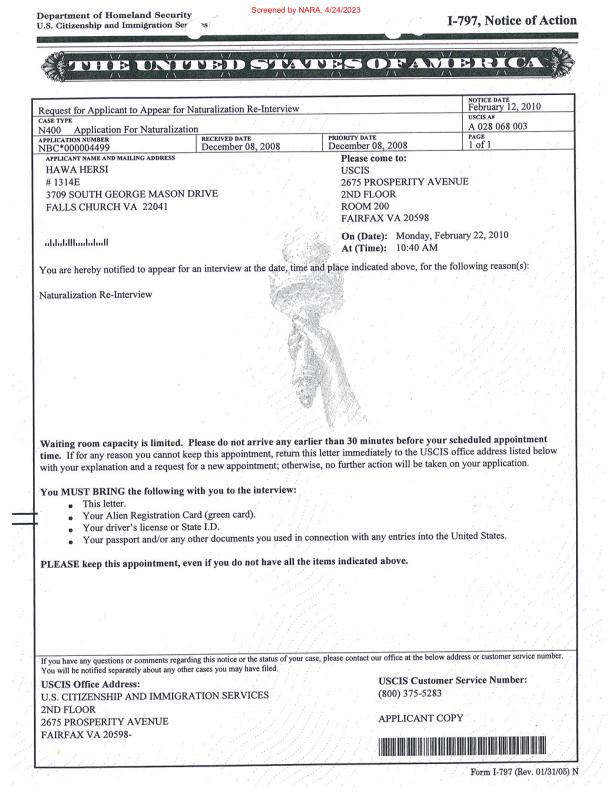 Screened by NARA, 4/24/2023
Department of Homeland Security
U.S. Citizenship and Immigration
I-797, Notice of Action
THE UNITED STATES OF AMERICA
Request for Applicant to Appear for Naturalization Re-Interview
NOTICE DATE
February 12, 2010
CASE TYPE
N400 Application For Naturalization
USCIS A#
A 028 068 003
APPLICATION NUMBER
NBC*000004499
RECEIVED DATE
December 08, 2008
PRIORITY DATE
December 08, 2008
PAGE
1 of 1
APPLICANT NAME AND MAILING ADDRESS
HAWA HERSI
# 1314E
3709 SOUTH GEORGE MASON DRIVE
FALLS CHURCH VA 22041
Please come to:
USCIS
2675 PROSPERITY AVENUE
2ND FLOOR
ROOM 200
FAIRFAX VA 20598
On (Date): Monday, February 22, 2010
At (Time): 10:40 AM
You are hereby notified to appear for an interview at the date, time and place indicated above, for the following reason(s):
Naturalization Re-Interview
Waiting room capacity is limited. Please do not arrive any earlier than 30 minutes before your scheduled appointment
time. If for any reason you cannot keep this appointment, return this letter immediately to the USCIS office address listed below
with your explanation and a request for a new appointment; otherwise, no further action will be taken on your application.
You MUST BRING the following with you to the interview:
• This letter.
• Your Alien Registration Card (green card).
• Your driver's license or State I.D.
• Your passport and/or any other documents you used in connection with any entries into the United States.
PLEASE keep this appointment, even if you do not have all the items indicated above.
If you have any questions or comments regarding this notice or the status of your case, please contact our office at the below address or customer service number.
You will be notified separately about any other cases you may have filed.
USCIS Office Address:
U.S. CITIZENSHIP AND IMMIGRATION SERVICES
2ND FLOOR
2675 PROSPERITY AVENUE
FAIRFAX VA 20598-
USCIS Customer Service Number:
(800) 375-5283
APPLICANT COPY
Form I-797 (Rev. 01/31/05) N